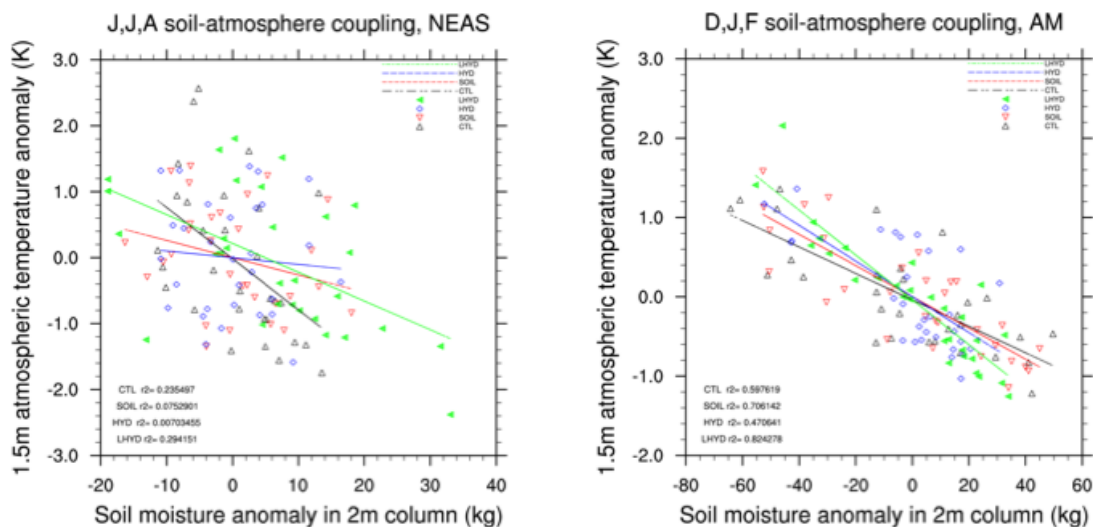 J,J,A soil-atmosphere coupling, NEAS
1.5m atmospheric temperature anomaly (K)
3.0
2.0
1.0
0.0
-1.0
-2.0
-3.0
LHYD
HYD
SOIL
CTL
LHYD
HYD
SOIL
CTL
CTL r2= 0.235497
SOIL r2= 0.0752901
HYD r2= 0.00703455
LHYD r2= 0.294151
-20 -10 0 10 20 30 40
Soil moisture anomaly in 2m column (kg)
D,J,F soil-atmosphere coupling, AM
1.5m atmospheric temperature anomaly (K)
3.0
2.0
1.0
0.0
-1.0
-2.0
LHYD
HYD
SOIL
CTL
LHYD
HYD
SOIL
CTL
CTL r2= 0.597619
SOIL r2= 0.706142
HYD r2= 0.470641
LHYD r2= 0.824278
-80 -60 -40 -20 0 20 40 60
Soil moisture anomaly in 2m column (kg)